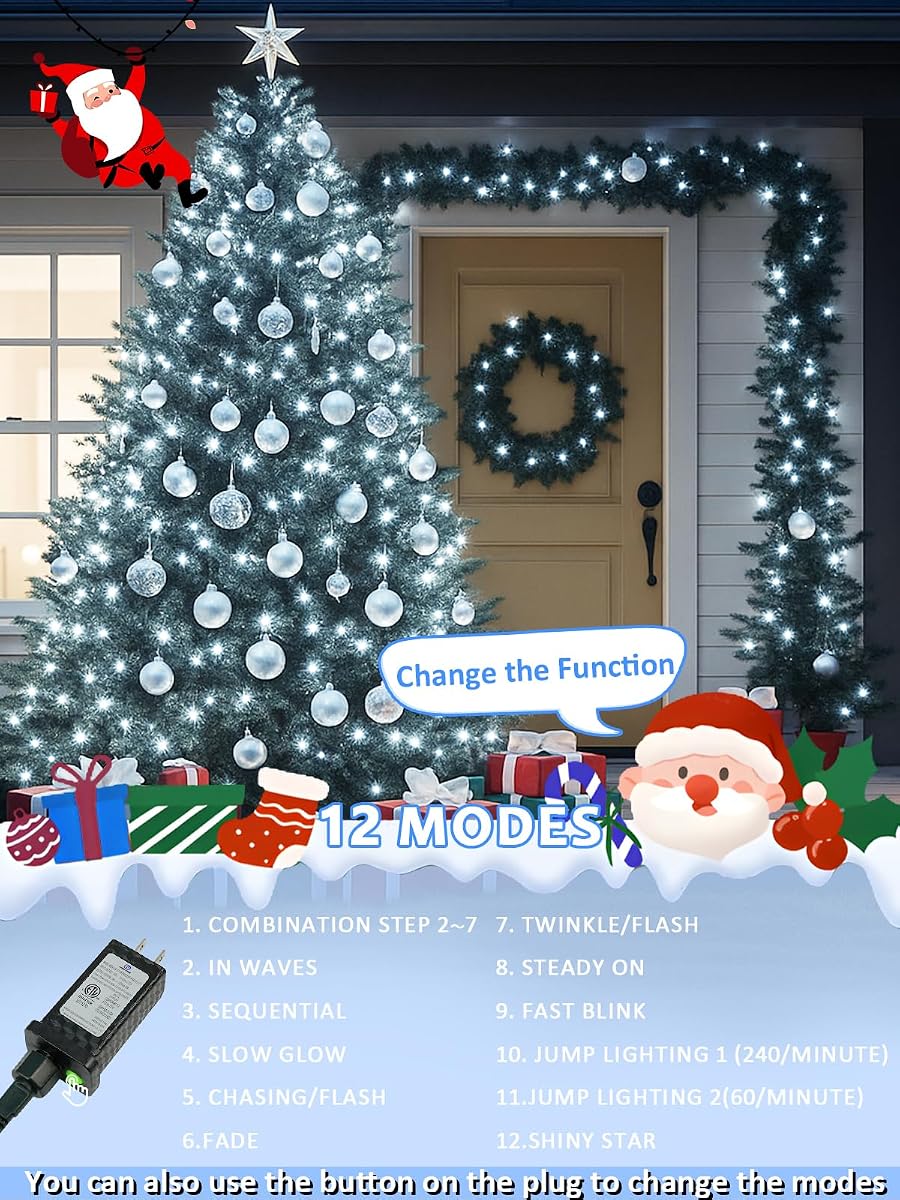 Change the Function
12 MODES
1. COMBINATION STEP 2~7
2. IN WAVES
3. SEQUENTIAL
4. SLOW GLOW
5. CHASING/FLASH
6.FADE
7. TWINKLE/FLASH
8. STEADY ON
9. FAST BLINK
10. JUMP LIGHTING 1 (240/MINUTE)
11.JUMP LIGHTING 2(60/MINUTE)
12.SHINY STAR
You can also use the button on the plug to change the modes